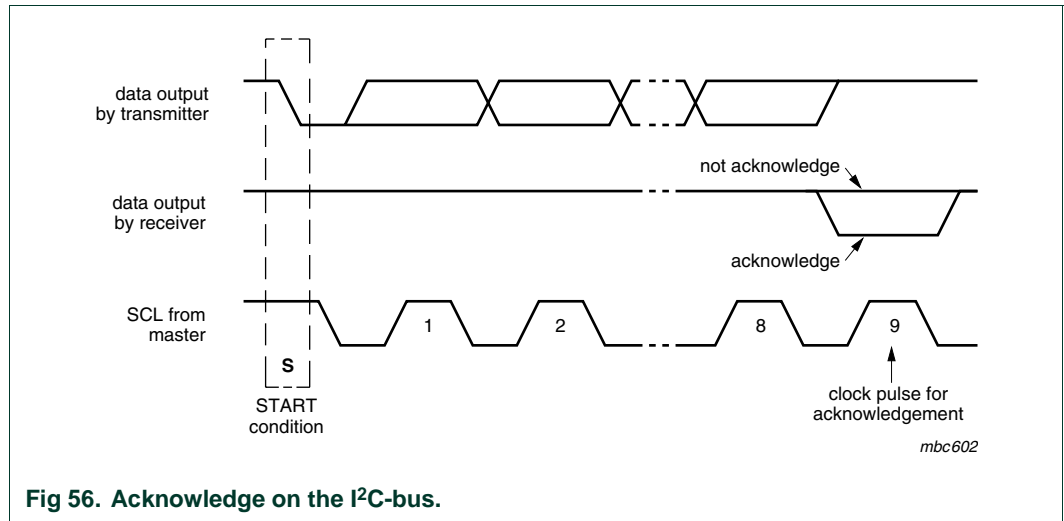 data output
by transmitter
not acknowledge
data output
by receiver
acknowledge
SCL from
master
1
2
8
9
S
START
condition
clock pulse for
acknowledgement
mbc602
Fig 56. Acknowledge on the I²C-bus.